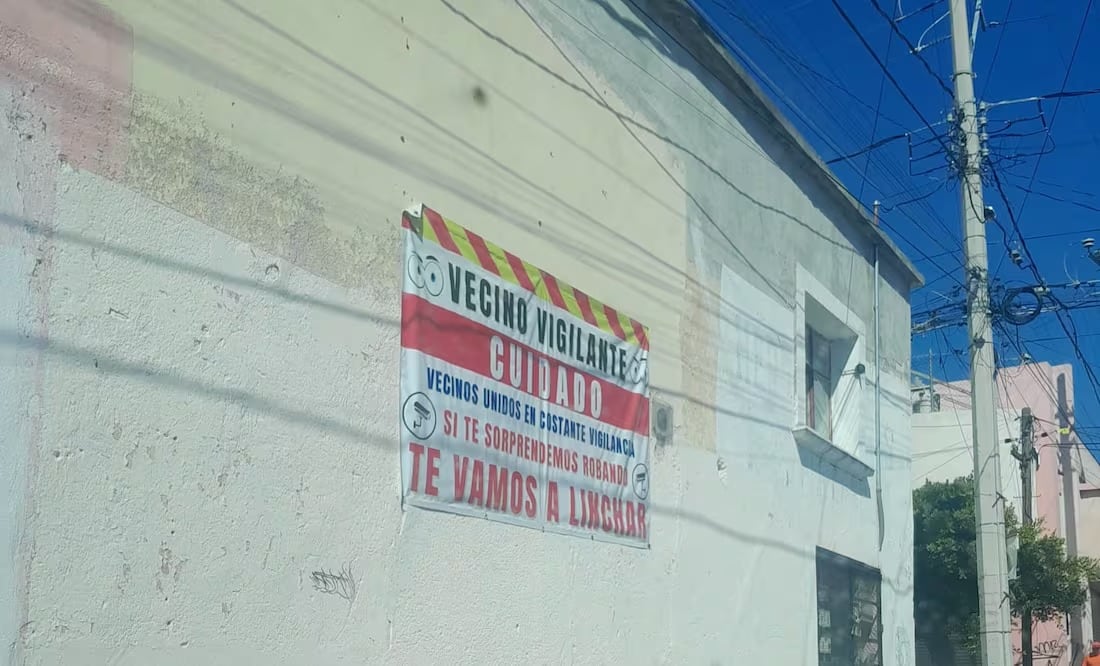 VECINO VIGILANTE
CUIDADO
VECINOS UNIDOS EN COSTANTE VIGILANCIA
SI TE SORPRENDEMOS ROBANDO
TE VAMOS A LINCHAR